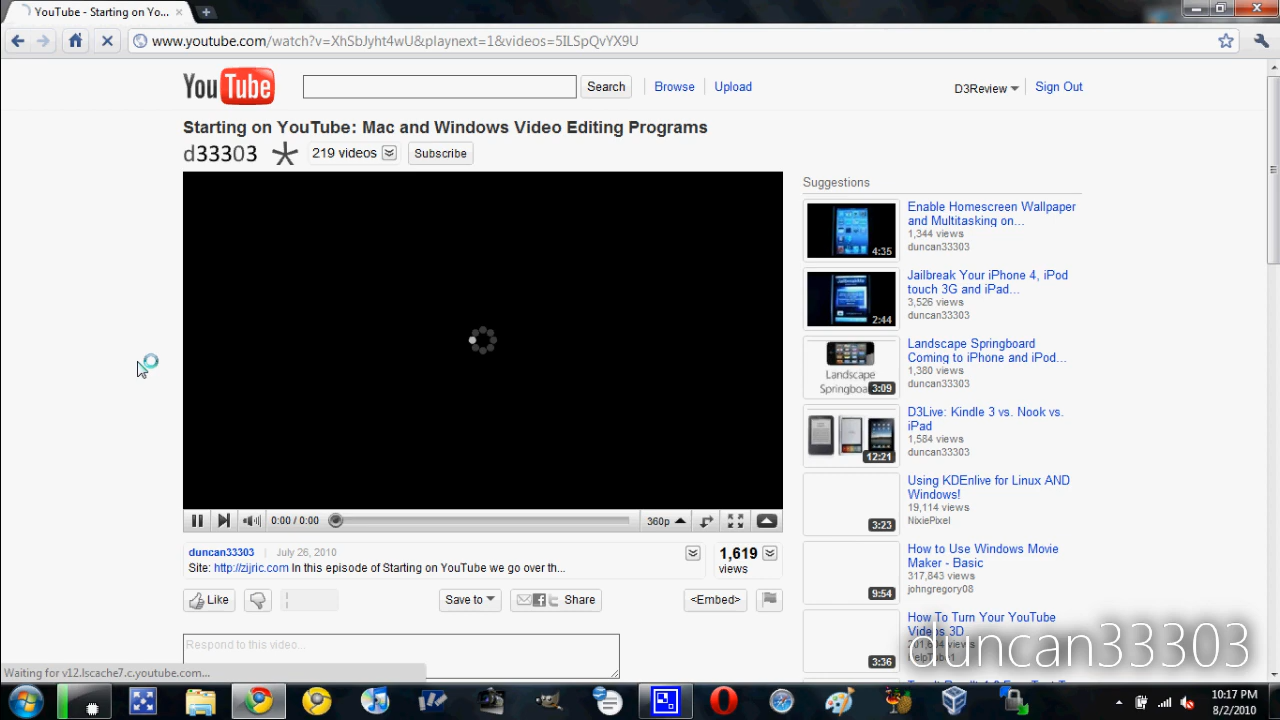 YouTube - Starting on Yo...
www.youtube.com/watch?v=XhSbJyht4wU&playnext=1&videos=5ILSpQvYX9U
YouTube
Search
Browse
Upload
D3Review
Sign Out
Starting on YouTube: Mac and Windows Video Editing Programs
d33303
219 videos
Subscribe
0:00 / 0:00
360p
duncan33303
July 26, 2010
Site: http://zijric.com In this episode of Starting on YouTube we go over th...
1,619
views
Like
Save to
Share
<Embed>
Respond to this video...
Suggestions
Enable Homescreen Wallpaper
and Multitasking on...
1,344 views
duncan33303
4:35
Jailbreak Your iPhone 4, iPod
touch 3G and iPad...
3,526 views
duncan33303
2:44
Landscape Springboard
Coming to iPhone and iPod...
1,380 views
duncan33303
Landscape
Springboa
3:09
D3Live: Kindle 3 vs. Nook vs.
iPad
1,584 views
duncan33303
12:21
Using KDEnlive for Linux AND
Windows!
19,114 views
NixiePixel
3:23
How to Use Windows Movie
Maker - Basic
317,843 views
johngregory08
9:54
How To Turn Your YouTube
Videos 3D
3:36
duncan33303
Waiting for v12.lscache7.c.youtube.com...
10:17 PM
8/2/2010